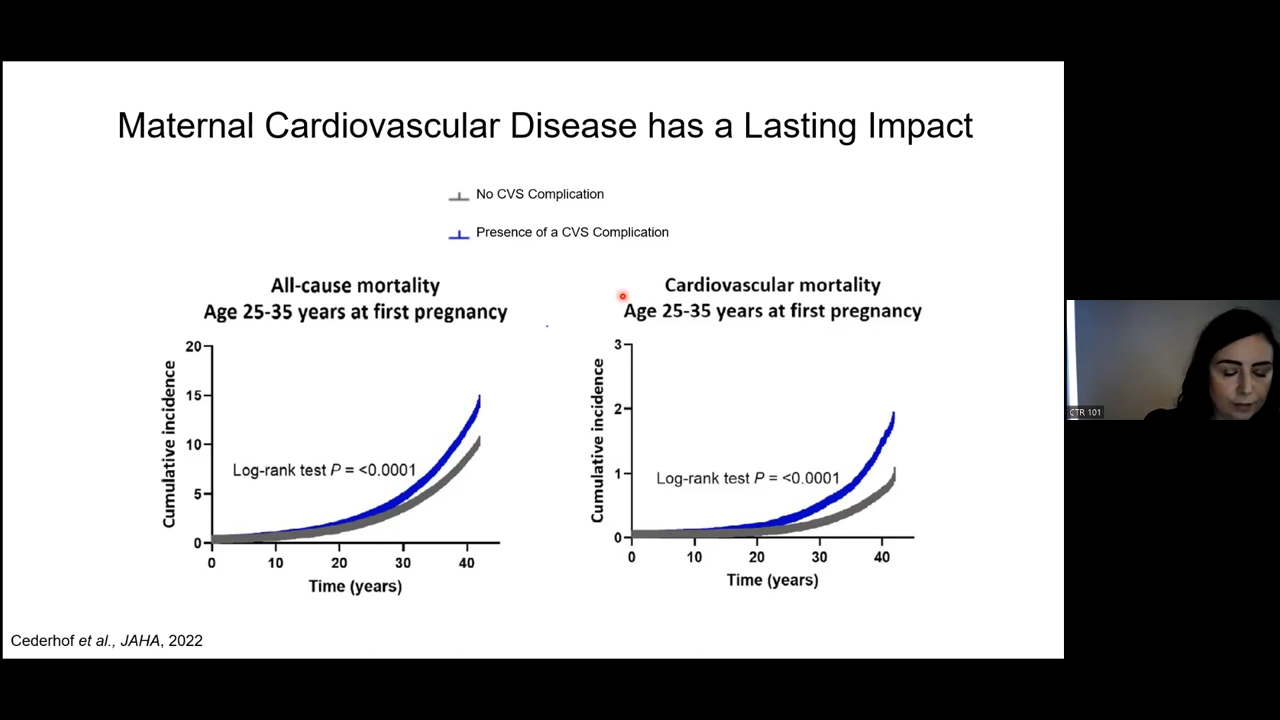 Maternal Cardiovascular Disease has a Lasting Impact
No CVS Complication
Presence of a CVS Complication
All-cause mortality
Age 25-35 years at first pregnancy
Cumulative incidence
20
15
10
5
0
Log-rank test P = <0.0001
0 10 20 30 40
Time (years)
Cardiovascular mortality
Age 25-35 years at first pregnancy
Cumulative incidence
3
2
1
0
Log-rank test P = <0.0001
0 10 20 30 40
Time (years)
Cederhof et al., JAHA, 2022
CTR 101